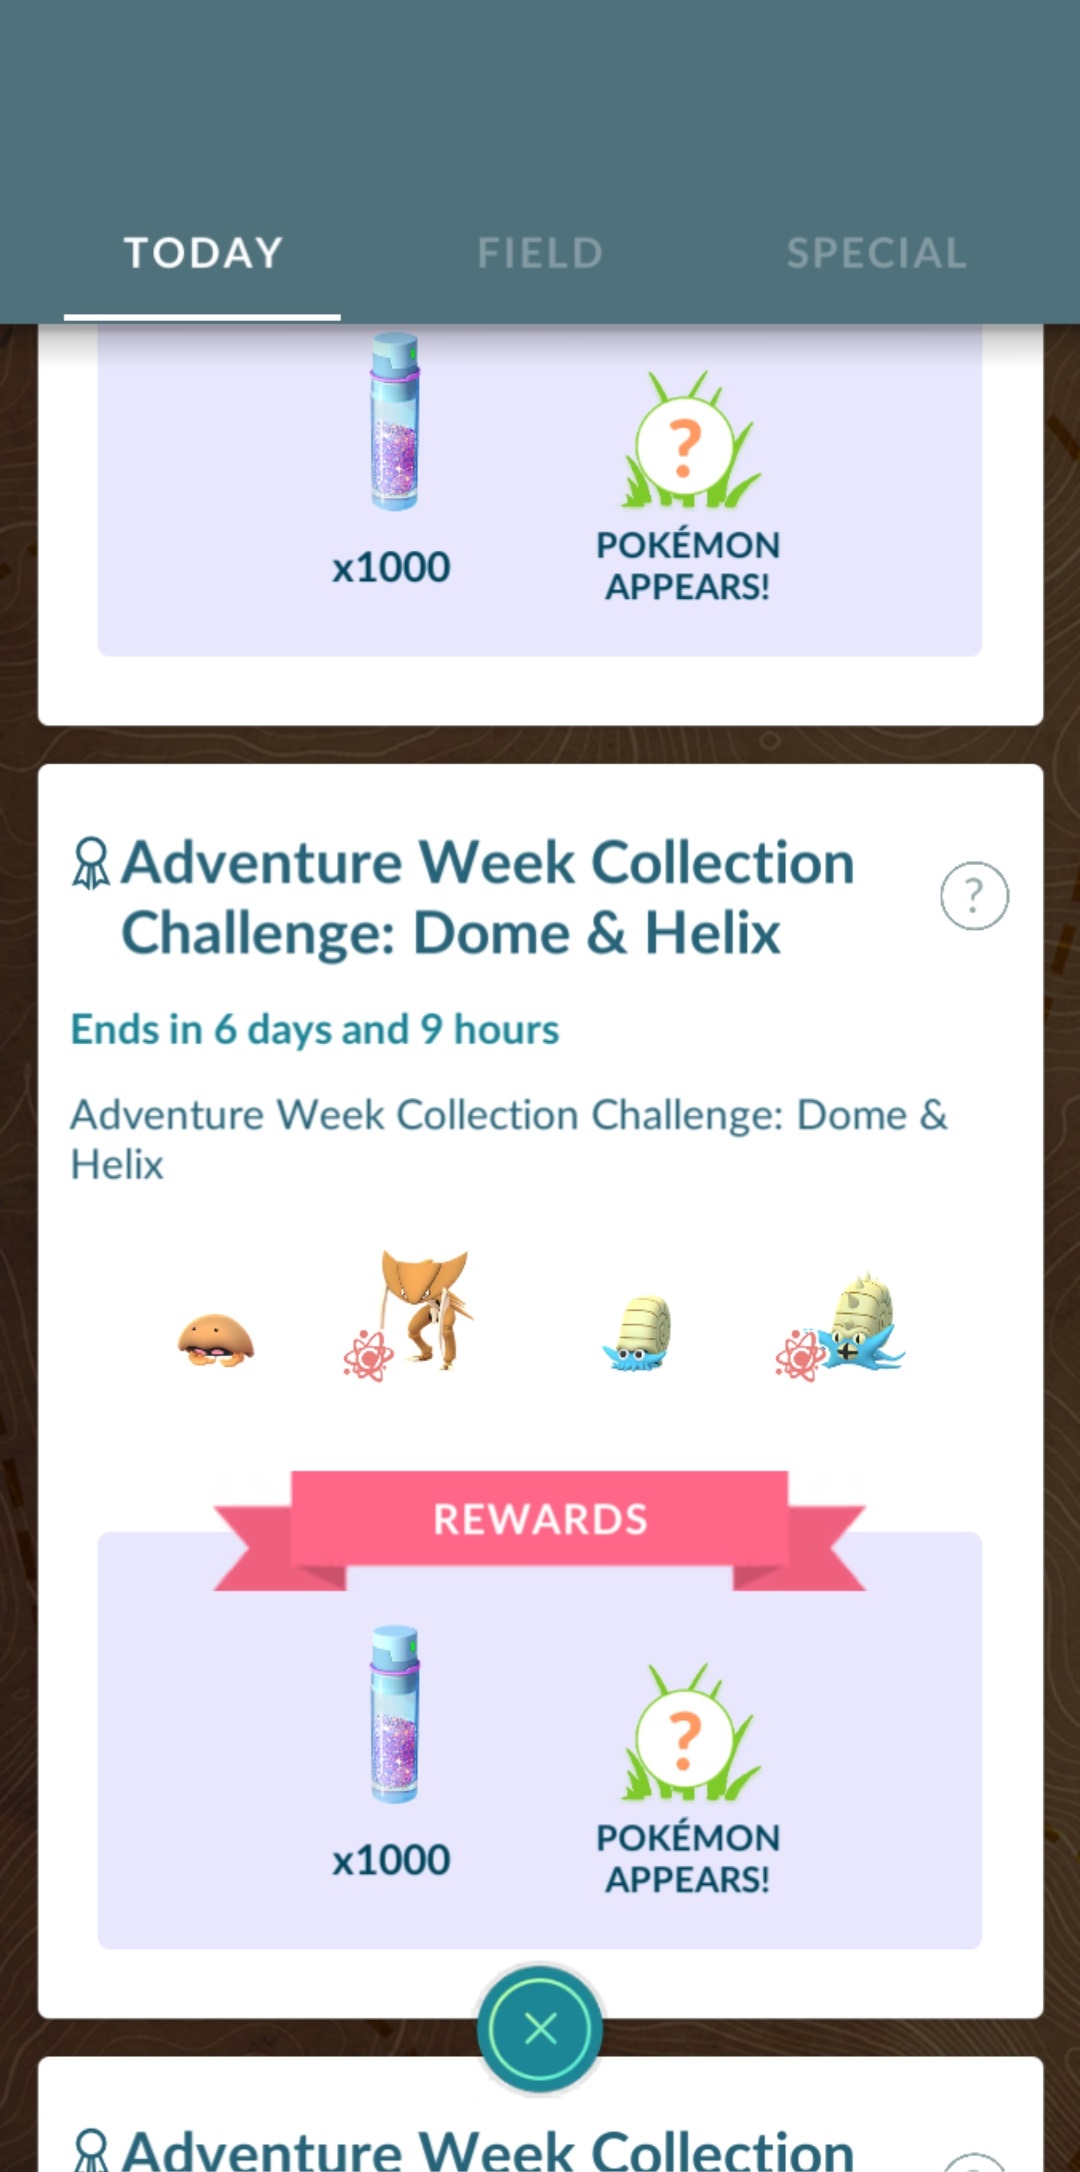 TODAY
FIELD
SPECIAL
x1000
POKÉMON
APPEARS!
Adventure Week Collection
Challenge: Dome & Helix
?
Ends in 6 days and 9 hours
Adventure Week Collection Challenge: Dome &
Helix
REWARDS
x1000
POKÉMON
APPEARS!
Adventure Week Collection